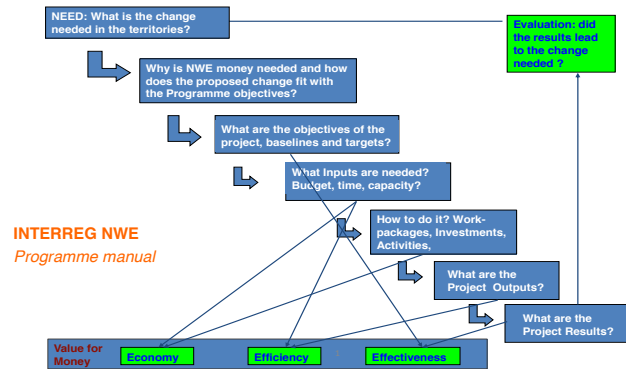 NEED: What is the change
needed in the territories?
Evaluation: did
the results lead
to the change
needed ?
Why is NWE money needed and how
does the proposed change fit with
the Programme objectives?
What are the objectives of the
project, baselines and targets?
What Inputs are needed?
Budget, time, capacity?
How to do it? Work-
packages, Investments,
Activities,
INTERREG NWE
Programme manual
What are the
Project Outputs?
What are the
Project Results?
Value for
Money
Economy
Efficiency
Effectiveness